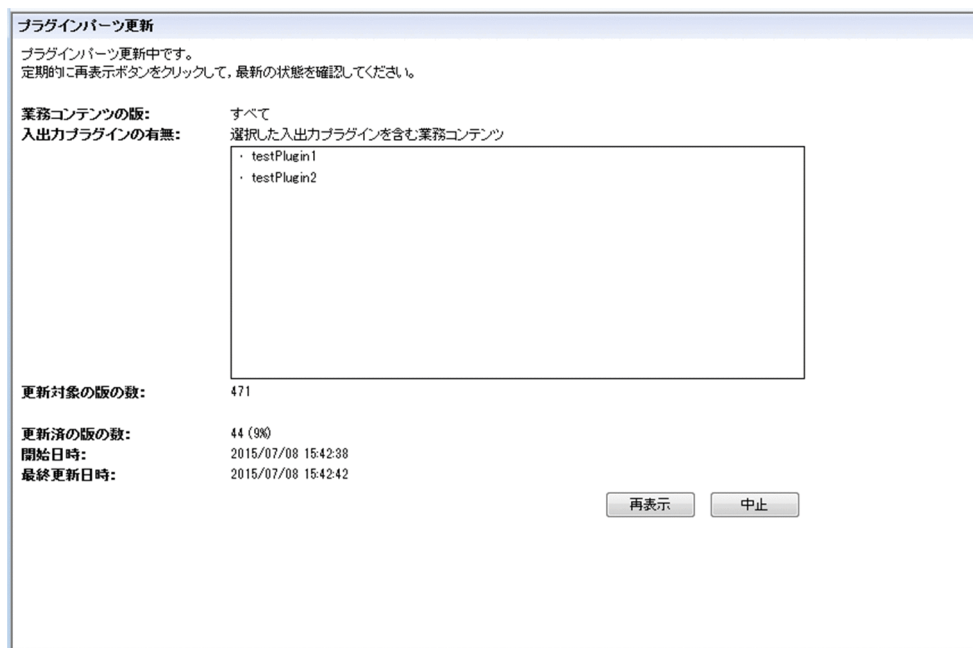 プラグインパーツ更新
プラグインパーツ更新中です。
定期的に再表示ボタンをクリックして，最新の状態を確認してください。
業務コンテンツの版： すべて
入出力プラグインの有無： 選択した入出力プラグインを含む業務コンテンツ
・ testPlugin1
・ testPlugin2
更新対象の版の数： 471
更新済の版の数： 44 (9%)
開始日時： 2015/07/08 15:42:38
最終更新日時： 2015/07/08 15:42:42
再表示 中止